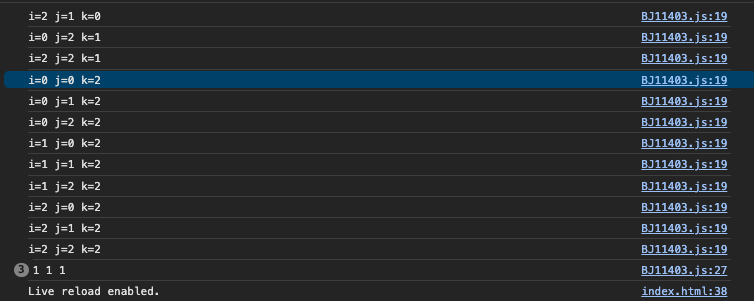 i=2 j=1 k=0 BJ11403.js:19
i=0 j=2 k=1 BJ11403.js:19
i=2 j=2 k=1 BJ11403.js:19
i=0 j=0 k=2 BJ11403.js:19
i=0 j=1 k=2 BJ11403.js:19
i=0 j=2 k=2 BJ11403.js:19
i=1 j=0 k=2 BJ11403.js:19
i=1 j=1 k=2 BJ11403.js:19
i=1 j=2 k=2 BJ11403.js:19
i=2 j=0 k=2 BJ11403.js:19
i=2 j=1 k=2 BJ11403.js:19
i=2 j=2 k=2 BJ11403.js:19
3 1 1 1 BJ11403.js:27
Live reload enabled. index.html:38